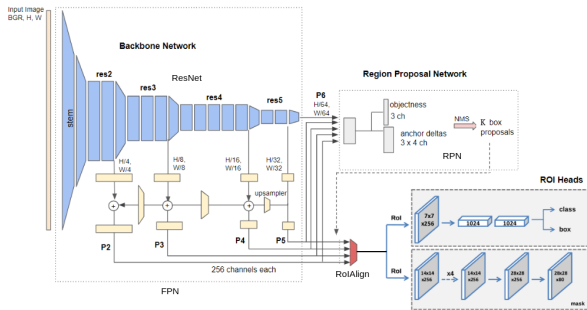 Input Image
BGR, H, W
Backbone Network
ResNet
stem
res2
res3
res4
res5
P6
H/64,
W/64
H/4,
W/4
H/8,
W/8
H/16,
W/16
H/32,
W/32
upsampler
P2
P3
P4
P5
256 channels each
FPN
Region Proposal Network
objectness
3 ch
anchor deltas
3 x 4 ch
NMS
K box
proposals
RPN
RoIAlign
ROI Heads
RoI
7x7
x256
1024
1024
class
box
RoI
14x14
x256
x4
14x14
x256
28x28
x256
28x28
x80
mask